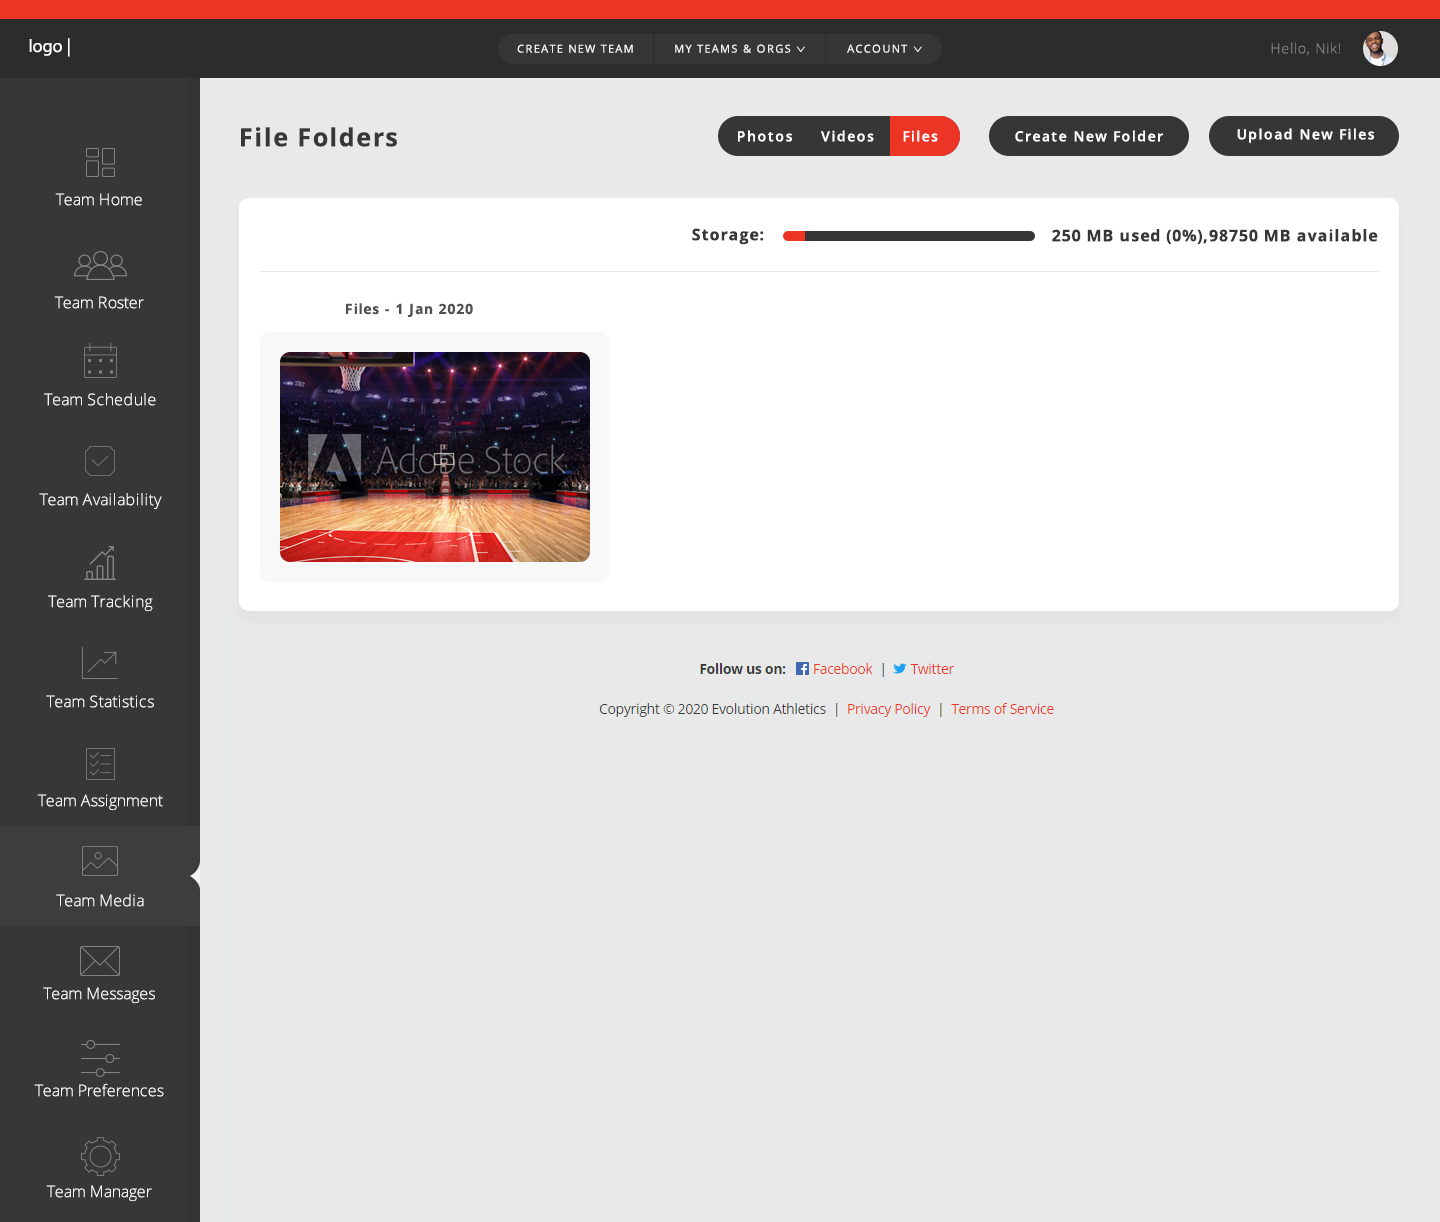 logo |
CREATE NEW TEAM
MY TEAMS & ORGS
ACCOUNT
Hello, Nik!
Team Home
Team Roster
Team Schedule
Team Availability
Team Tracking
Team Statistics
Team Assignment
Team Media
Team Messages
Team Preferences
Team Manager
File Folders
Photos
Videos
Files
Create New Folder
Upload New Files
Storage:
250 MB used (0%),98750 MB available
Files - 1 Jan 2020
Adobe Stock
Follow us on: Facebook | Twitter
Copyright © 2020 Evolution Athletics | Privacy Policy | Terms of Service